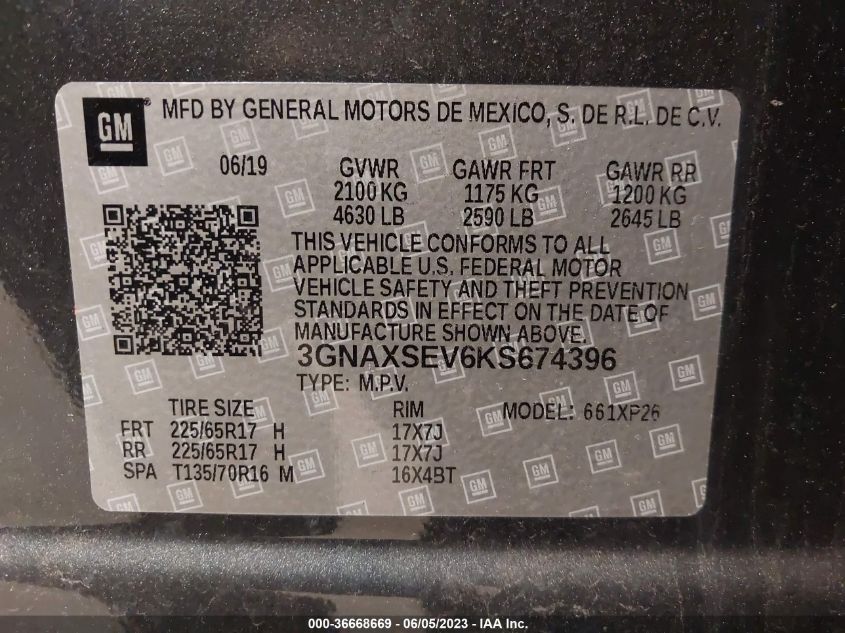 GM
MFD BY GENERAL MOTORS DE MEXICO, S. DE R.L. DE C.V.
06/19 GVWR GAWR FRT GAWR RR
2100 KG 1175 KG 1200 KG
4630 LB 2590 LB 2645 LB
THIS VEHICLE CONFORMS TO ALL
APPLICABLE U.S. FEDERAL MOTOR
VEHICLE SAFETY AND THEFT PREVENTION
STANDARDS IN EFFECT ON THE DATE OF
MANUFACTURE SHOWN ABOVE.
3GNAXSEV6KS674396
TYPE: M.P.V.
TIRE SIZE RIM MODEL: 661XP26
FRT 225/65R17 H 17X7J
RR 225/65R17 H 17X7J
SPA T135/70R16 M 16X4BT
000-36668669 - 06/05/2023 - IAA Inc.